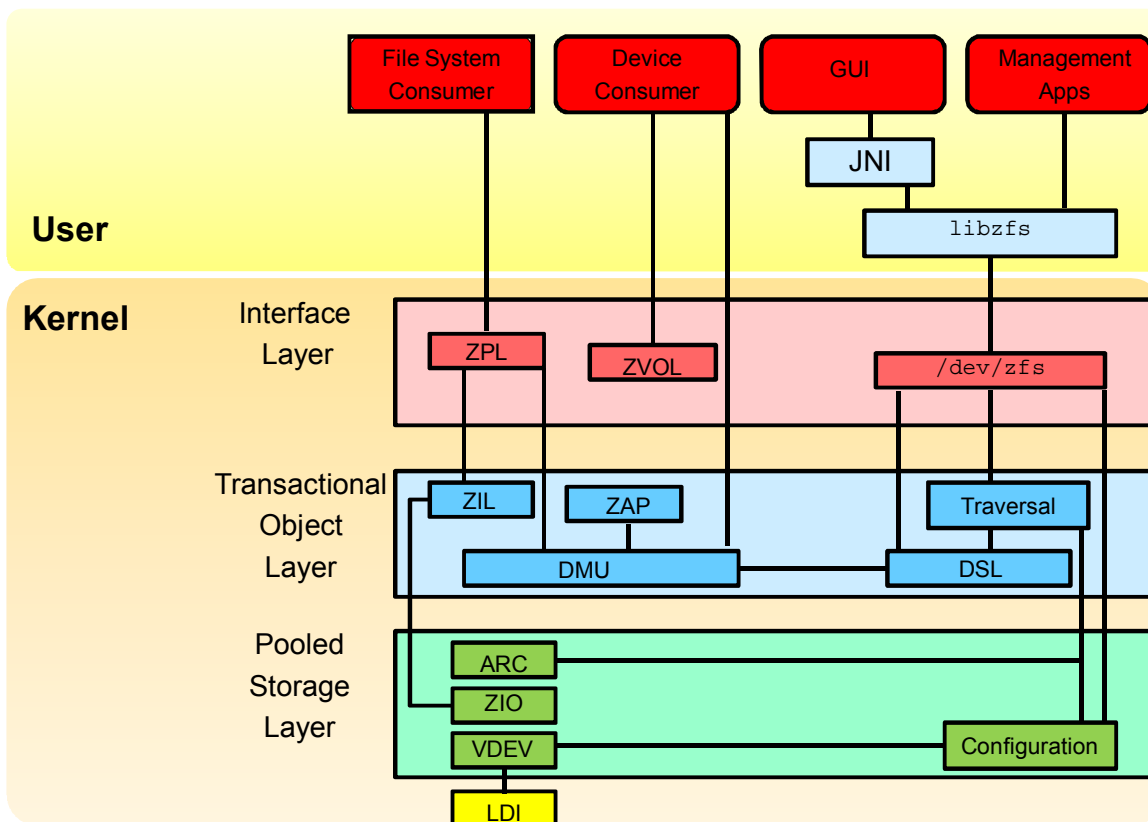 File System
Consumer
Device
Consumer
GUI
Management
Apps
JNI
libzfs
User
Kernel
Interface
Layer
ZPL
ZVOL
/dev/zfs
Transactional
Object
Layer
ZIL
ZAP
Traversal
DMU
DSL
Pooled
Storage
Layer
ARC
ZIO
VDEV
Configuration
LDI